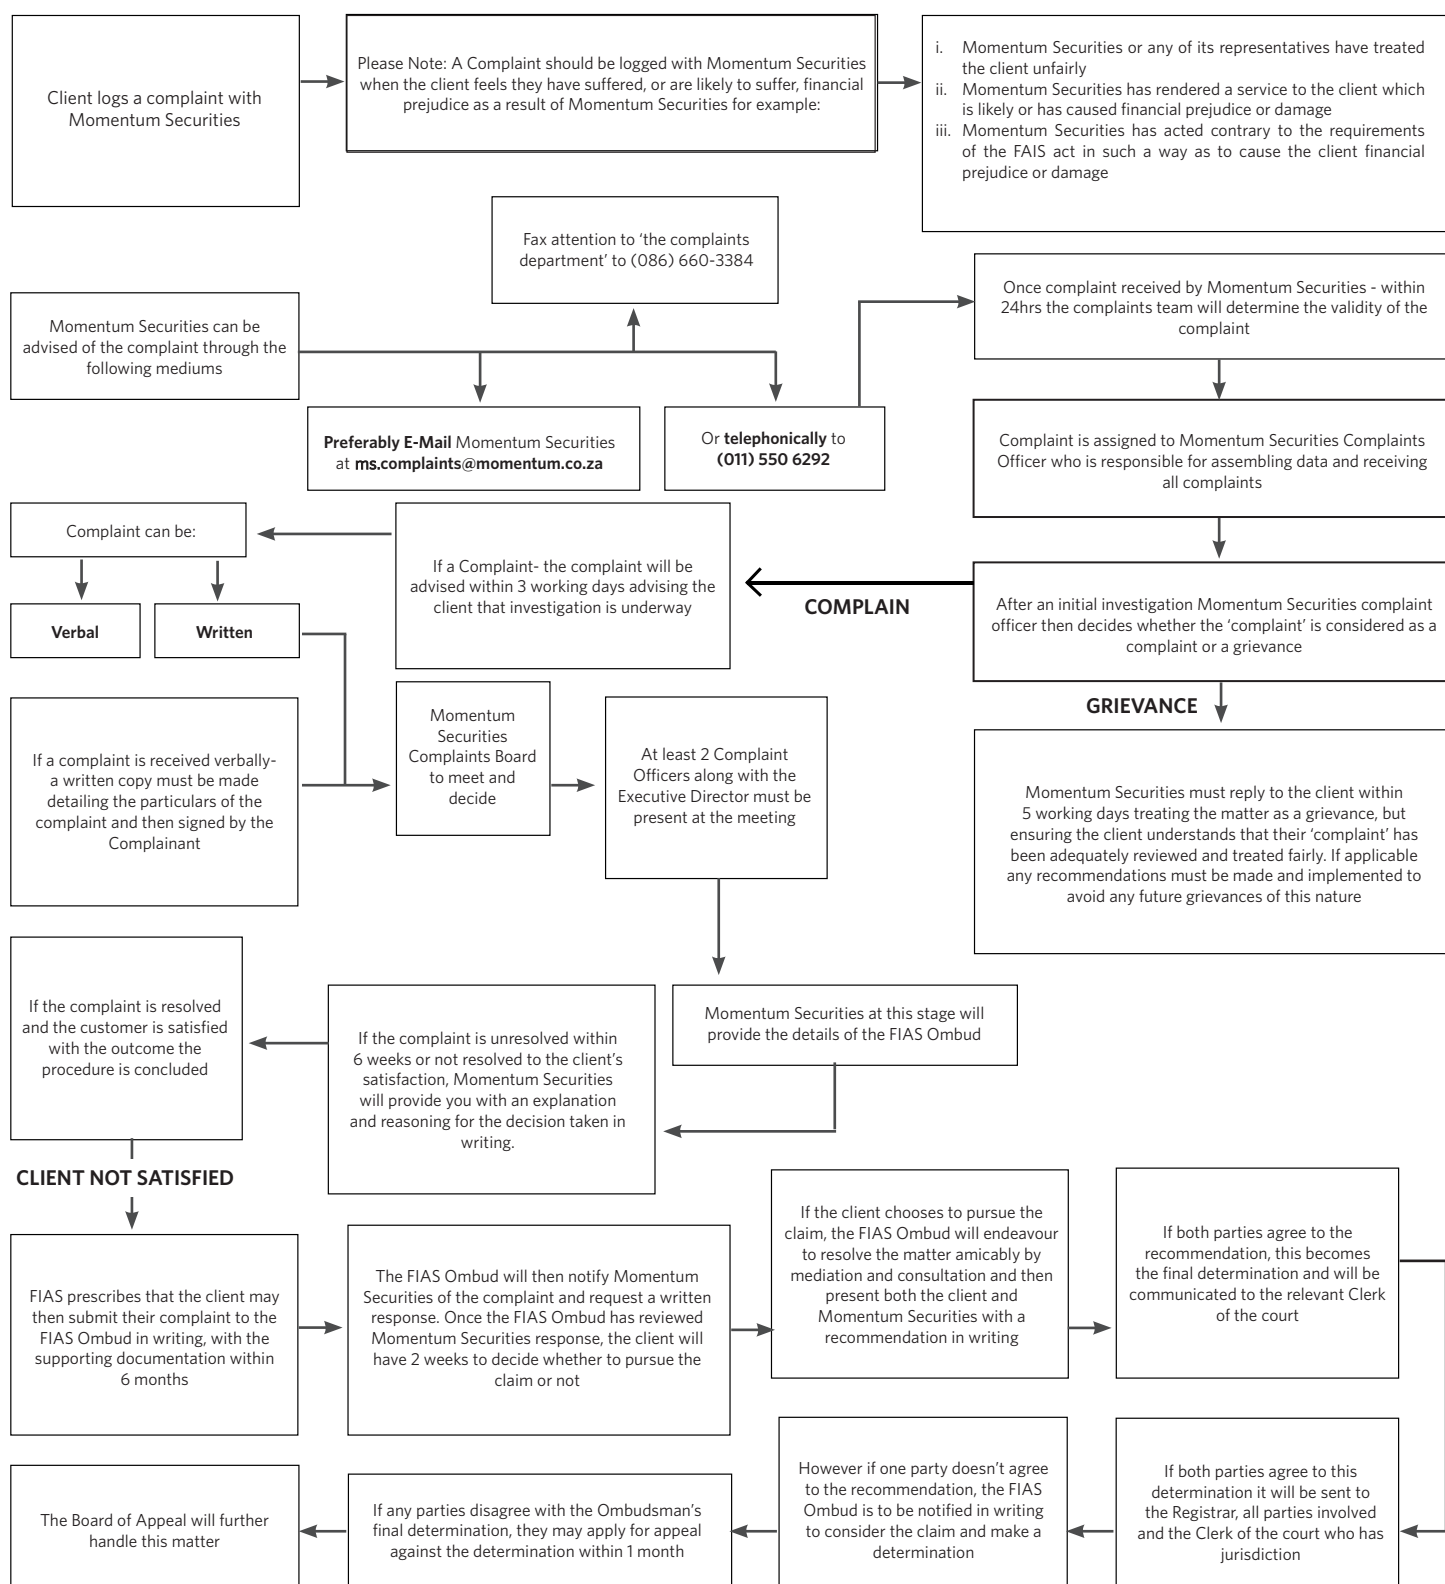 Client logs a complaint with
Momentum Securities
Please Note: A Complaint should be logged with Momentum Securities
when the client feels they have suffered, or are likely to suffer, financial
prejudice as a result of Momentum Securities for example:
i. Momentum Securities or any of its representatives have treated
the client unfairly
ii. Momentum Securities has rendered a service to the client which
is likely or has caused financial prejudice or damage
iii. Momentum Securities has acted contrary to the requirements
of the FAIS act in such a way as to cause the client financial
prejudice or damage
Fax attention to ‘the complaints
department’ to (086) 660-3384
Momentum Securities can be
advised of the complaint through the
following mediums
Preferably E-Mail Momentum Securities
at ms.complaints@momentum.co.za
Or telephonically to
(011) 550 6292
Once complaint received by Momentum Securities - within
24hrs the complaints team will determine the validity of the
complaint
Complaint is assigned to Momentum Securities Complaints
Officer who is responsible for assembling data and receiving
all complaints
After an initial investigation Momentum Securities complaint
officer then decides whether the ‘complaint’ is considered as a
complaint or a grievance
COMPLAIN
GRIEVANCE
If a Complaint- the complaint will be
advised within 3 working days advising the
client that investigation is underway
Complaint can be:
Verbal
Written
If a complaint is received verbally-
a written copy must be made
detailing the particulars of the
complaint and then signed by the
Complainant
Momentum
Securities
Complaints Board
to meet and
decide
At least 2 Complaint
Officers along with the
Executive Director must be
present at the meeting
Momentum Securities must reply to the client within
5 working days treating the matter as a grievance, but
ensuring the client understands that their ‘complaint’ has
been adequately reviewed and treated fairly. If applicable
any recommendations must be made and implemented to
avoid any future grievances of this nature
Momentum Securities at this stage will
provide the details of the FIAS Ombud
If the complaint is unresolved within
6 weeks or not resolved to the client’s
satisfaction, Momentum Securities
will provide you with an explanation
and reasoning for the decision taken in
writing.
If the complaint is resolved
and the customer is satisfied
with the outcome the
procedure is concluded
CLIENT NOT SATISFIED
FIAS prescribes that the client may
then submit their complaint to the
FIAS Ombud in writing, with the
supporting documentation within
6 months
The FIAS Ombud will then notify Momentum
Securities of the complaint and request a written
response. Once the FIAS Ombud has reviewed
Momentum Securities response, the client will
have 2 weeks to decide whether to pursue the
claim or not
If the client chooses to pursue the
claim, the FIAS Ombud will endeavour
to resolve the matter amicably by
mediation and consultation and then
present both the client and
Momentum Securities with a
recommendation in writing
If both parties agree to the
recommendation, this becomes
the final determination and will be
communicated to the relevant Clerk
of the court
If both parties agree to this
determination it will be sent to
the Registrar, all parties involved
and the Clerk of the court who has
jurisdiction
However if one party doesn’t agree
to the recommendation, the FIAS
Ombud is to be notified in writing
to consider the claim and make a
determination
If any parties disagree with the Ombudsman’s
final determination, they may apply for appeal
against the determination within 1 month
The Board of Appeal will further
handle this matter